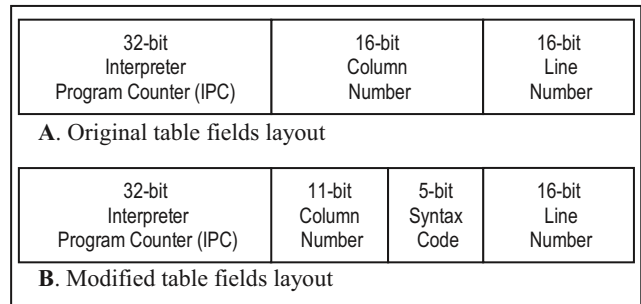 32-bit
Interpreter
Program Counter (IPC)
16-bit
Column
Number
16-bit
Line
Number
A. Original table fields layout
32-bit
Interpreter
Program Counter (IPC)
11-bit
Column
Number
5-bit
Syntax
Code
16-bit
Line
Number
B. Modified table fields layout